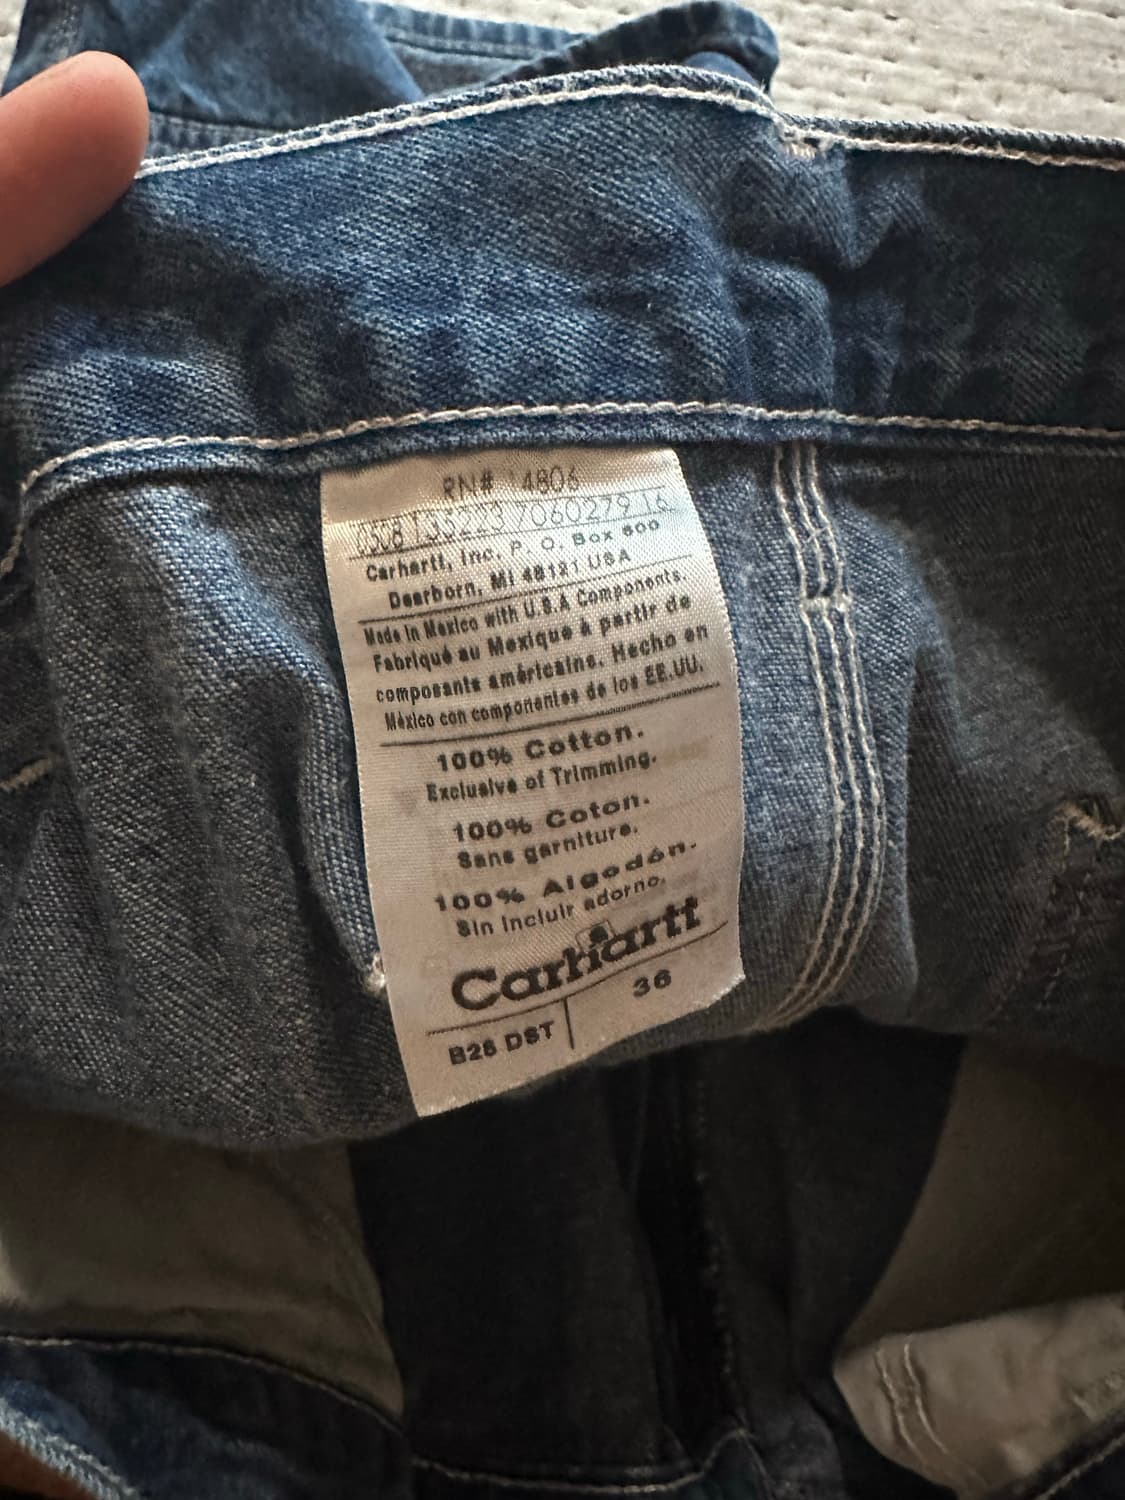 RN# 14806
0508 135223 7060279 16
Carhartt, Inc. P. O. Box 600
Dearborn, MI 48121 USA
Made in Mexico with U.S.A Components.
Fabriqué au Mexique à partir de
composants américains. Hecho en
México con componentes de los EE.UU.
100% Cotton.
Exclusive of Trimming.
100% Coton.
Sans garniture.
100% Algodón.
Sin incluir adorno.
Carhartt
B26 DST 36